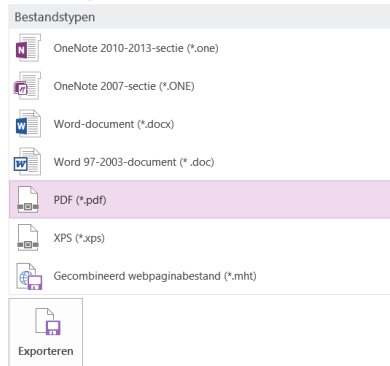 Bestandstypen
OneNote 2010-2013-sectie (*.one)
OneNote 2007-sectie (*.ONE)
Word-document (*.docx)
Word 97-2003-document (* .doc)
PDF (*.pdf)
XPS (*.xps)
Gecombineerd webpaginabestand (*.mht)
Exporteren